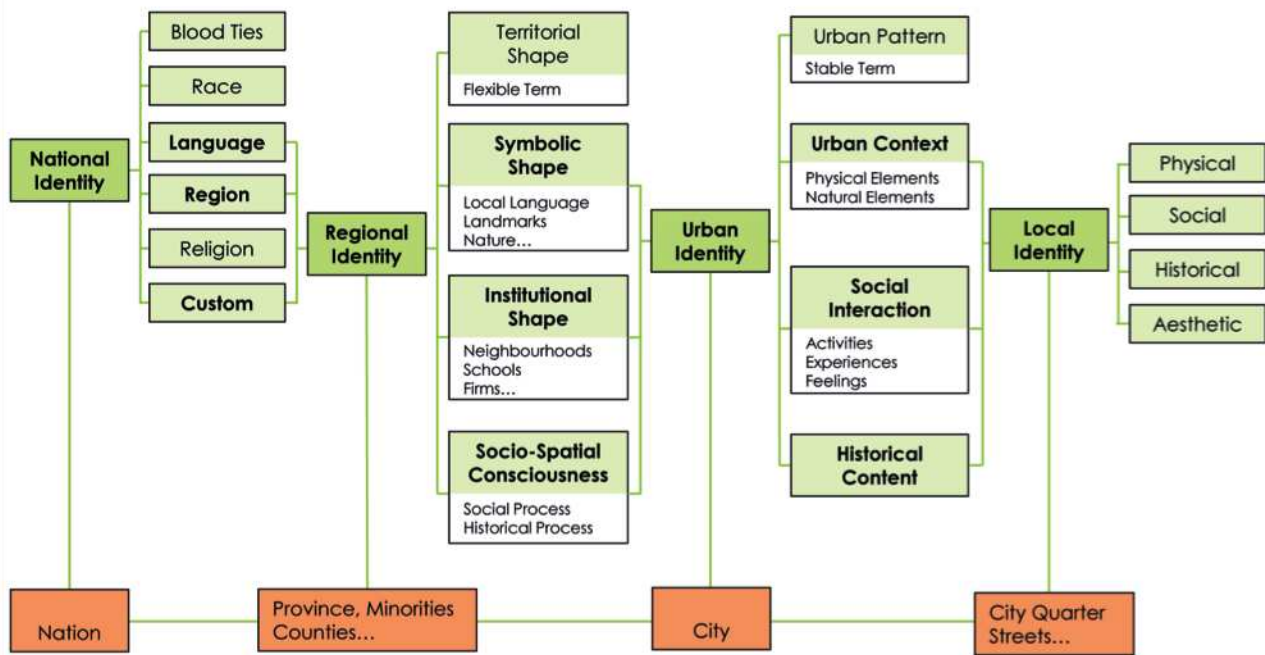 National
Identity
Blood Ties
Race
Language
Region
Religion
Custom
Regional
Identity
Territorial
Shape
Flexible Term
Symbolic
Shape
Local Language
Landmarks
Nature...
Institutional
Shape
Neighbourhoods
Schools
Firms...
Socio-Spatial
Consciousness
Social Process
Historical Process
Urban
Identity
Urban Pattern
Stable Term
Urban Context
Physical Elements
Natural Elements
Social
Interaction
Activities
Experiences
Feelings
Historical
Content
Local
Identity
Physical
Social
Historical
Aesthetic
Nation
Province, Minorities
Counties...
City
City Quarter
Streets...